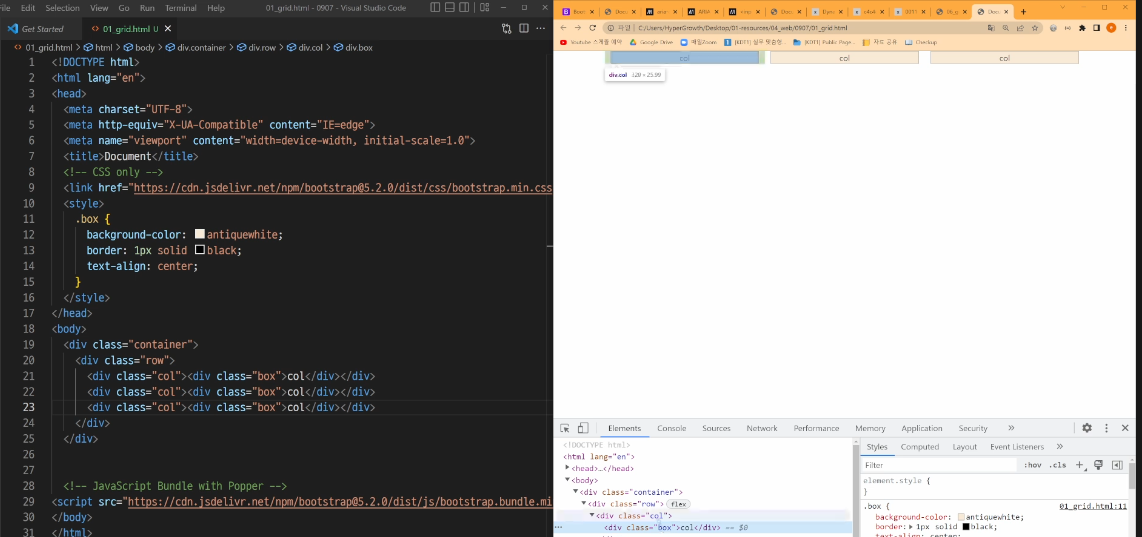 File Edit Selection View Go Run Terminal Help 01_grid.html - 0907 - Visual Studio Code
Get Started 01_grid.html U
01_grid.html > html > body > div.container > div.row > div.col > div.box
1 <!DOCTYPE html>
2 <html lang="en">
3 <head>
4 <meta charset="UTF-8">
5 <meta http-equiv="X-UA-Compatible" content="IE=edge">
6 <meta name="viewport" content="width=device-width, initial-scale=1.0">
7 <title>Document</title>
8 <!-- CSS only -->
9 <link href="https://cdn.jsdelivr.net/npm/bootstrap@5.2.0/dist/css/bootstrap.min.css
10 <style>
11 .box {
12 background-color: antiquewhite;
13 border: 1px solid black;
14 text-align: center;
15 }
16 </style>
17 </head>
18 <body>
19 <div class="container">
20 <div class="row">
21 <div class="col"><div class="box">col</div></div>
22 <div class="col"><div class="box">col</div></div>
23 <div class="col"><div class="box">col</div></div>
24 </div>
25 </div>
26
27
28 <!-- JavaScript Bundle with Popper -->
29 <script src="https://cdn.jsdelivr.net/npm/bootstrap@5.2.0/dist/js/bootstrap.bundle.mi
30 </body>
31 </html>
파일 C:/Users/HyperGrowth/Desktop/01-resources/04_web/0907/01_grid.html
Google Drive
col col col
div.col 320 × 25.99
Elements Console Sources Network Performance Memory Application Security »
<!DOCTYPE html>
<html lang="en">
<head>…</head>
<body>
<div class="container">
<div class="row"> flex
<div class="col">
<div class="box">col</div> == $0
Styles Computed Layout Event Listeners »
Filter :hov .cls +
element.style {
}
.box { 01_grid.html:11
background-color: antiquewhite;
border: 1px solid black;
text-align: center;